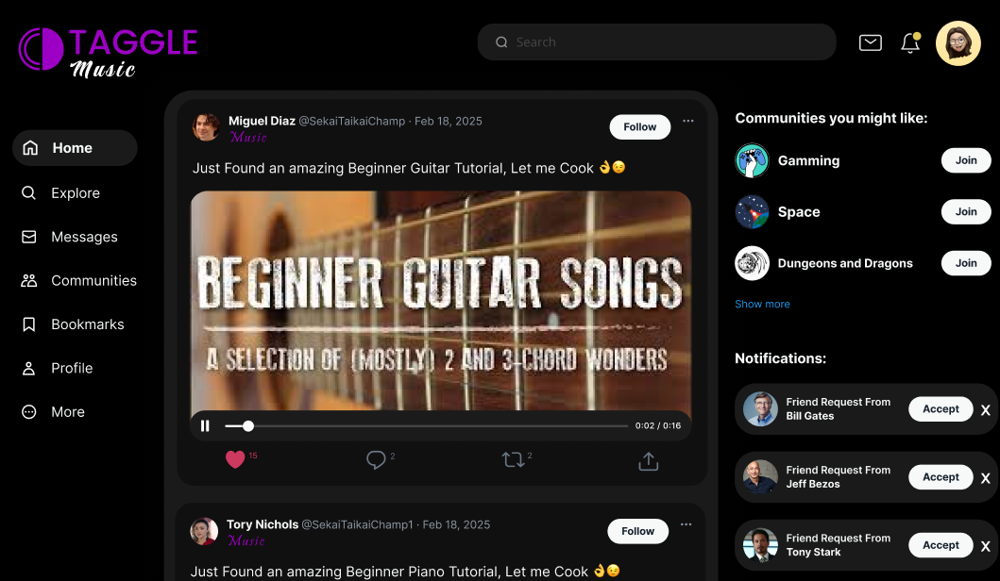 TAGGLE
Music
Search
Home
Explore
Messages
Communities
Bookmarks
Profile
More
Miguel Diaz @SekaiTaikaiChamp · Feb 18, 2025
Music
Follow
Just Found an amazing Beginner Guitar Tutorial, Let me Cook 👌😉
BEGINNER GUITAR SONGS
A SELECTION OF (MOSTLY) 2 AND 3-CHORD WONDERS
0:02 / 0:16
15
2
2
Tory Nichols @SekaiTaikaiChamp1 · Feb 18, 2025
Music
Follow
Just Found an amazing Beginner Piano Tutorial, Let me Cook 👌😉
Communities you might like:
Gamming
Join
Space
Join
Dungeons and Dragons
Join
Show more
Notifications:
Friend Request From
Bill Gates
Accept
X
Friend Request From
Jeff Bezos
Accept
X
Friend Request From
Tony Stark
Accept
X